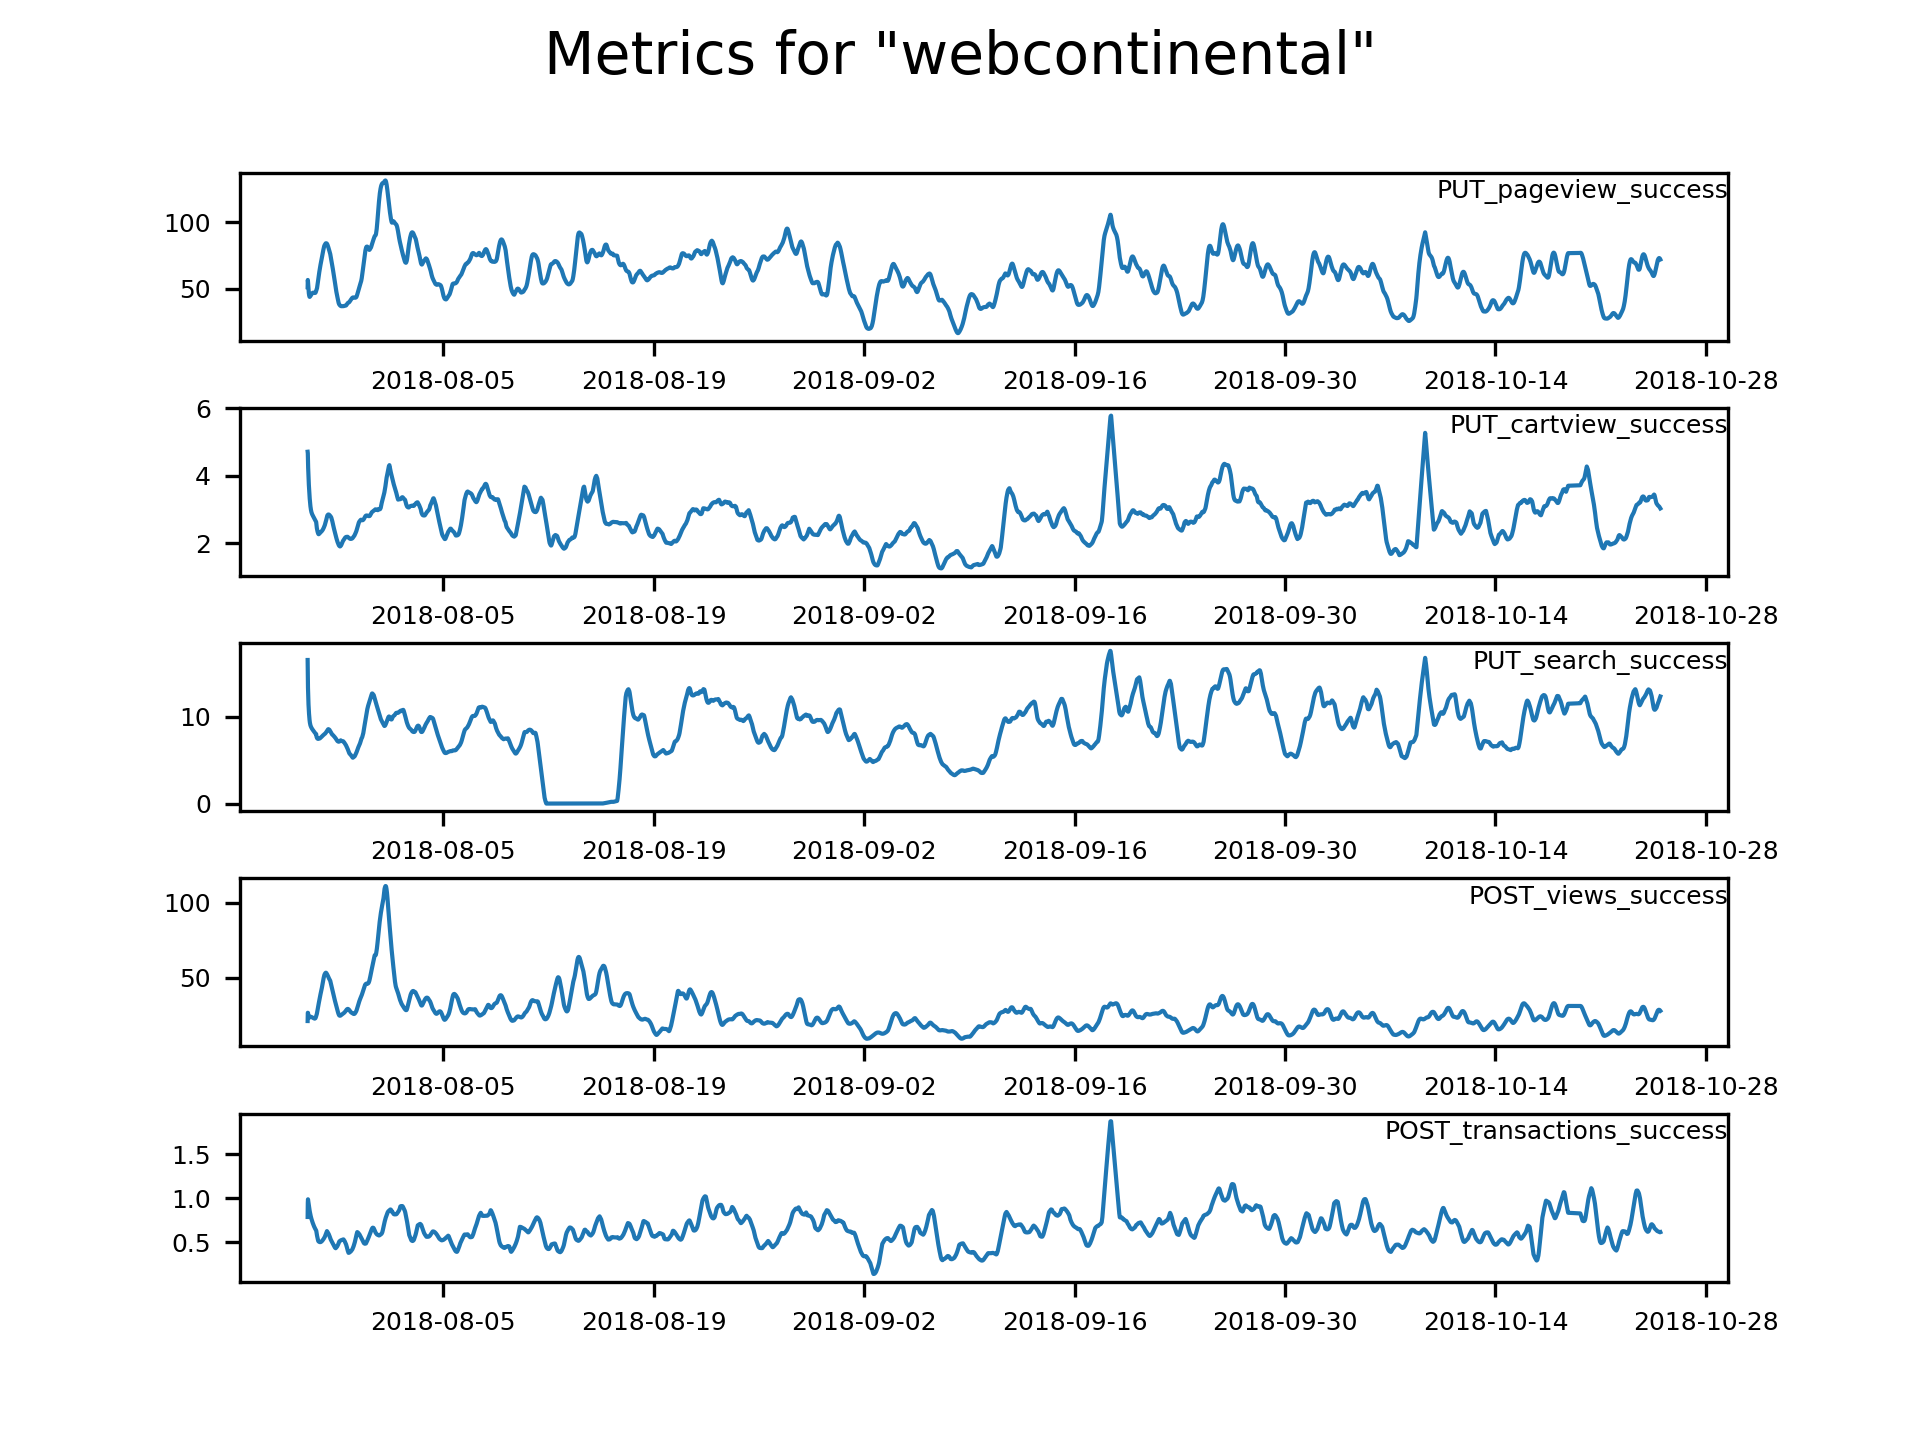 Metrics for "webcontinental"
PUT_pageview_success
100
50
2018-08-05 2018-08-19 2018-09-02 2018-09-16 2018-09-30 2018-10-14 2018-10-28
PUT_cartview_success
6
4
2
2018-08-05 2018-08-19 2018-09-02 2018-09-16 2018-09-30 2018-10-14 2018-10-28
PUT_search_success
10
0
2018-08-05 2018-08-19 2018-09-02 2018-09-16 2018-09-30 2018-10-14 2018-10-28
POST_views_success
100
50
2018-08-05 2018-08-19 2018-09-02 2018-09-16 2018-09-30 2018-10-14 2018-10-28
POST_transactions_success
1.5
1.0
0.5
2018-08-05 2018-08-19 2018-09-02 2018-09-16 2018-09-30 2018-10-14 2018-10-28